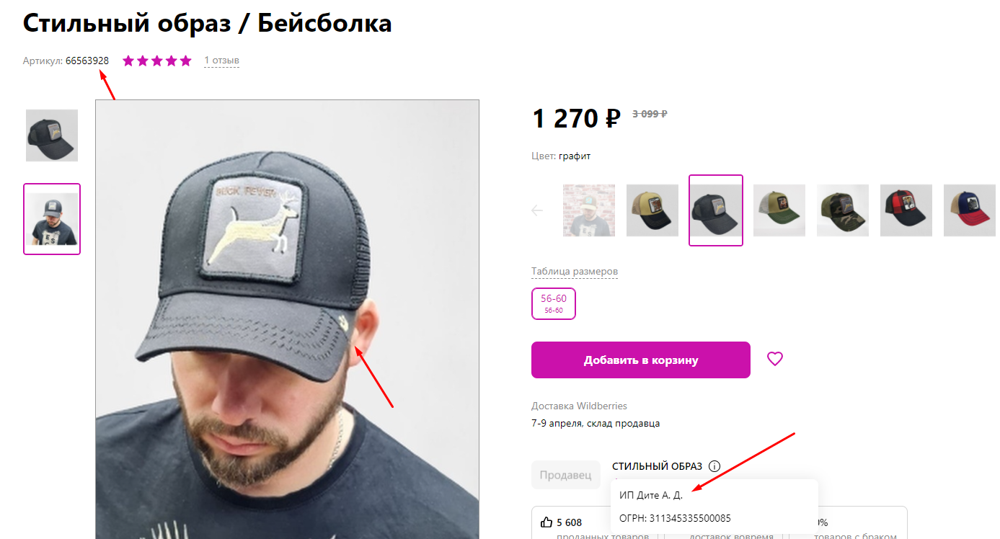 Стильный образ / Бейсболка
Артикул: 66563928
1 отзыв
BUCK FEVER
1 270 ₽ 3 099 ₽
Цвет: графит
Таблица размеров
56-60
56-60
Добавить в корзину
Доставка Wildberries
7-9 апреля, склад продавца
Продавец
СТИЛЬНЫЙ ОБРАЗ
ИП Дите А. Д.
ОГРН: 311345335500085
5 608
проданных товаров
доставок вовремя
товаров с браком